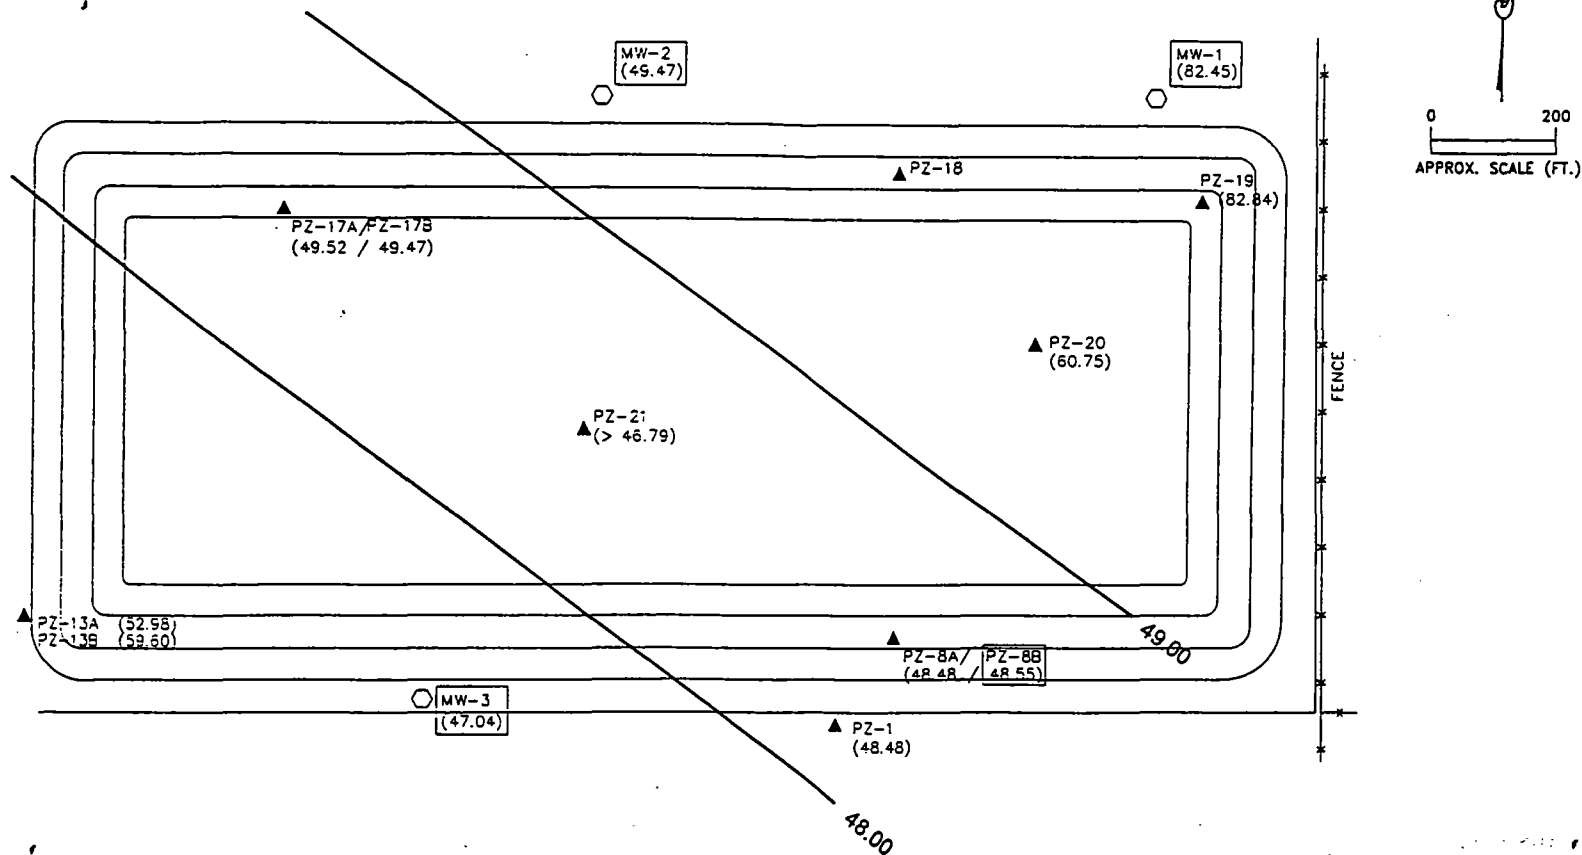 MW-2
(49.47)
MW-1
(82.45)
0 200
APPROX. SCALE (FT.)
PZ-18
PZ-19
(82.84)
PZ-17A/PZ-17B
(49.52 / 49.47)
PZ-20
(60.75)
FENCE
PZ-21
(> 46.79)
PZ-13A (52.98)
PZ-13B (59.60)
49.00
PZ-8A/ PZ-8B
(48.48 / 48.55)
MW-3
(47.04)
PZ-1
(48.48)
48.00